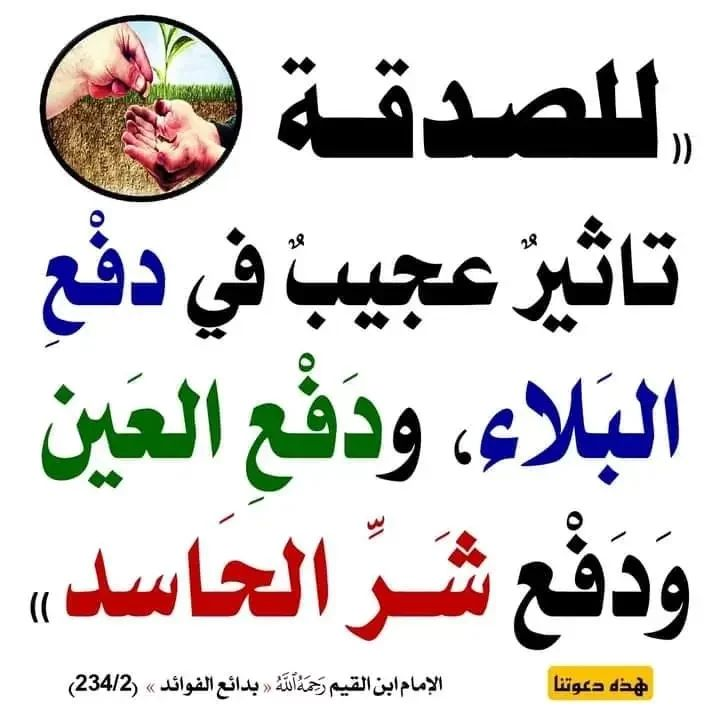 (( للصدقة
تاثيرٌ عجيبٌ في دفْعِ
البَلاء، ودَفْعِ العَين
وَدَفْع شَرِّ الحَاسد ))
الإمام ابن القيم رَحِمَهُ اللَّهُ « بدائع الفوائد » (234/2)
هذه دعوتنا